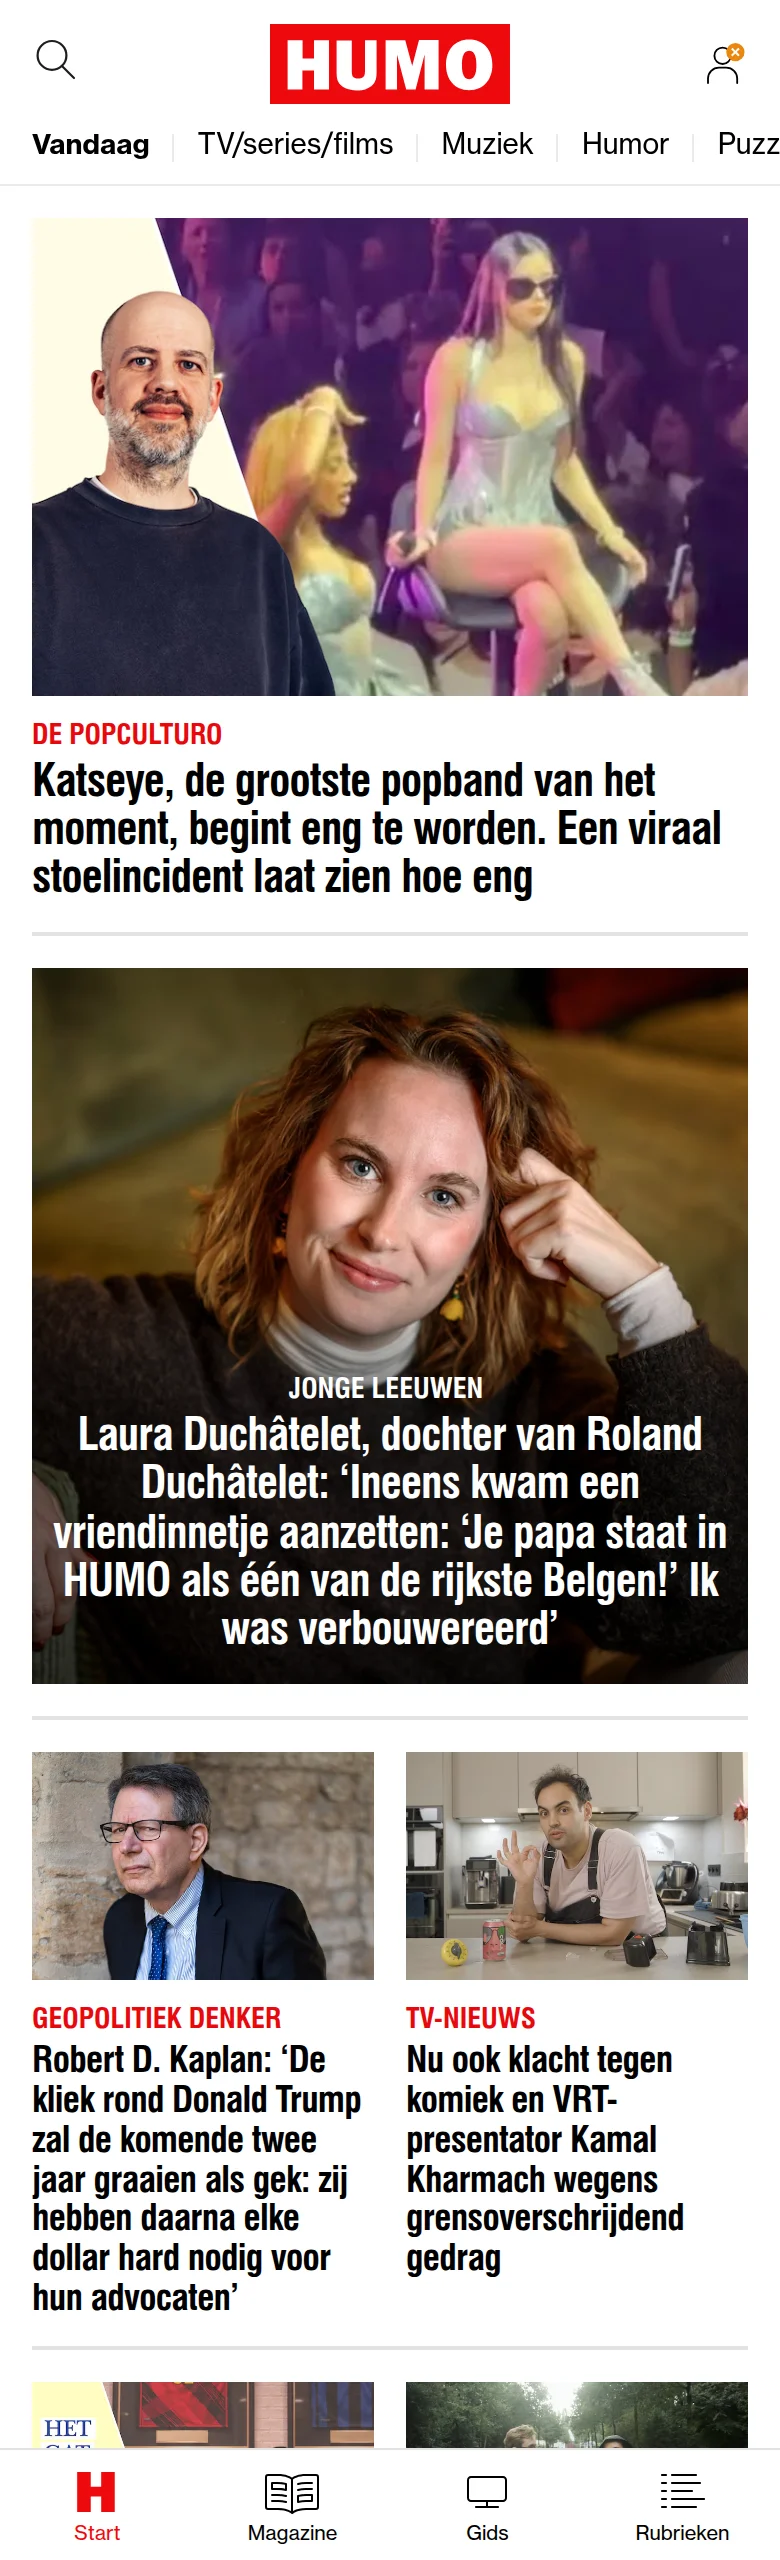 HUMO
Vandaag
TV/series/films
Muziek
Humor
Puzz
DE POPCULTURO
Katseye, de grootste popband van het
moment, begint eng te worden. Een viraal
stoelincident laat zien hoe eng
JONGE LEEUWEN
Laura Duchâtelet, dochter van Roland
Duchâtelet: ‘Ineens kwam een
vriendinnetje aanzetten: ‘Je papa staat in
HUMO als één van de rijkste Belgen!’ Ik
was verbouwereerd’
GEOPOLITIEK DENKER
Robert D. Kaplan: ‘De
kliek rond Donald Trump
zal de komende twee
jaar graaien als gek: zij
hebben daarna elke
dollar hard nodig voor
hun advocaten’
TV-NIEUWS
Nu ook klacht tegen
komiek en VRT-
presentator Kamal
Kharmach wegens
grensoverschrijdend
gedrag
HET
H
Start
Magazine
Gids
Rubrieken